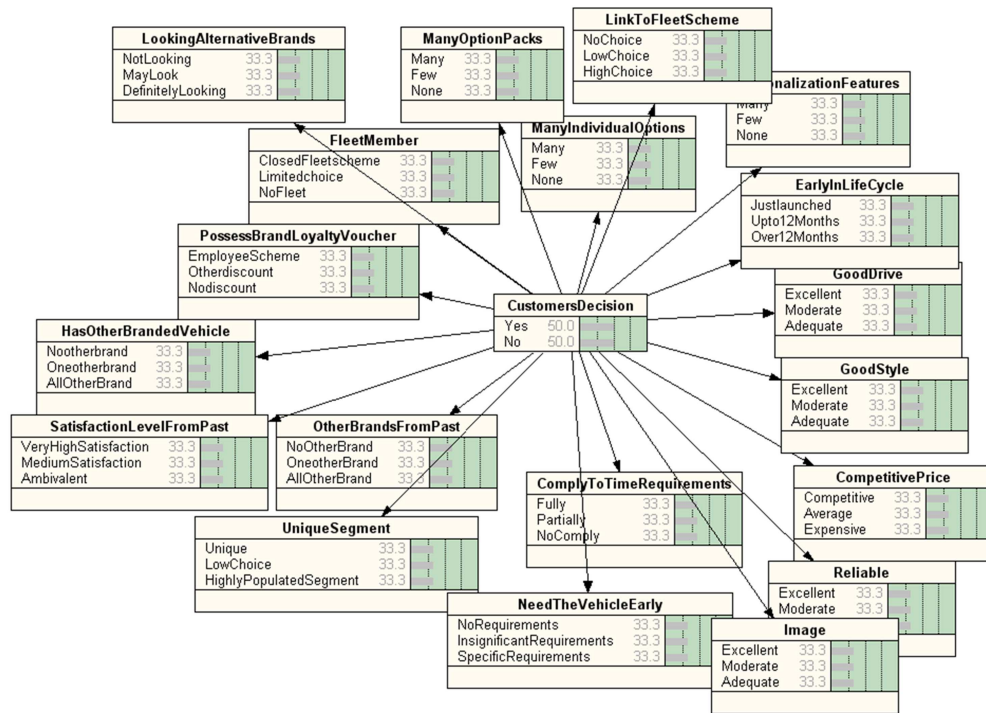 LinkToFleetScheme
NoChoice 33.3
LowChoice 33.3
HighChoice 33.3
LookingAlternativeBrands
NotLooking 33.3
MayLook 33.3
DefinitelyLooking 33.3
ManyOptionPacks
Many 33.3
Few 33.3
None 33.3
onalizationFeatures
Many 33.3
Few 33.3
None 33.3
ManyIndividualOptions
Many 33.3
Few 33.3
None 33.3
FleetMember
ClosedFleetscheme 33.3
Limitedchoice 33.3
NoFleet 33.3
EarlyInLifeCycle
Justlaunched 33.3
Upto12Months 33.3
Over12Months 33.3
PossessBrandLoyaltyVoucher
EmployeeScheme 33.3
Otherdiscount 33.3
Nodiscount 33.3
GoodDrive
Excellent 33.3
Moderate 33.3
Adequate 33.3
CustomersDecision
Yes 50.0
No 50.0
HasOtherBrandedVehicle
Nootherbrand 33.3
Oneotherbrand 33.3
AllOtherBrand 33.3
GoodStyle
Excellent 33.3
Moderate 33.3
Adequate 33.3
SatisfactionLevelFromPast
VeryHighSatisfaction 33.3
MediumSatisfaction 33.3
Ambivalent 33.3
OtherBrandsFromPast
NoOtherBrand 33.3
OneotherBrand 33.3
AllOtherBrand 33.3
CompetitivePrice
Competitive 33.3
Average 33.3
Expensive 33.3
ComplyToTimeRequirements
Fully 33.3
Partially 33.3
NoComply 33.3
UniqueSegment
Unique 33.3
LowChoice 33.3
HighlyPopulatedSegment 33.3
Reliable
Excellent 33.3
Moderate 33.3
NeedTheVehicleEarly
NoRequirements 33.3
InsignificantRequirements 33.3
SpecificRequirements 33.3
Image
Excellent 33.3
Moderate 33.3
Adequate 33.3